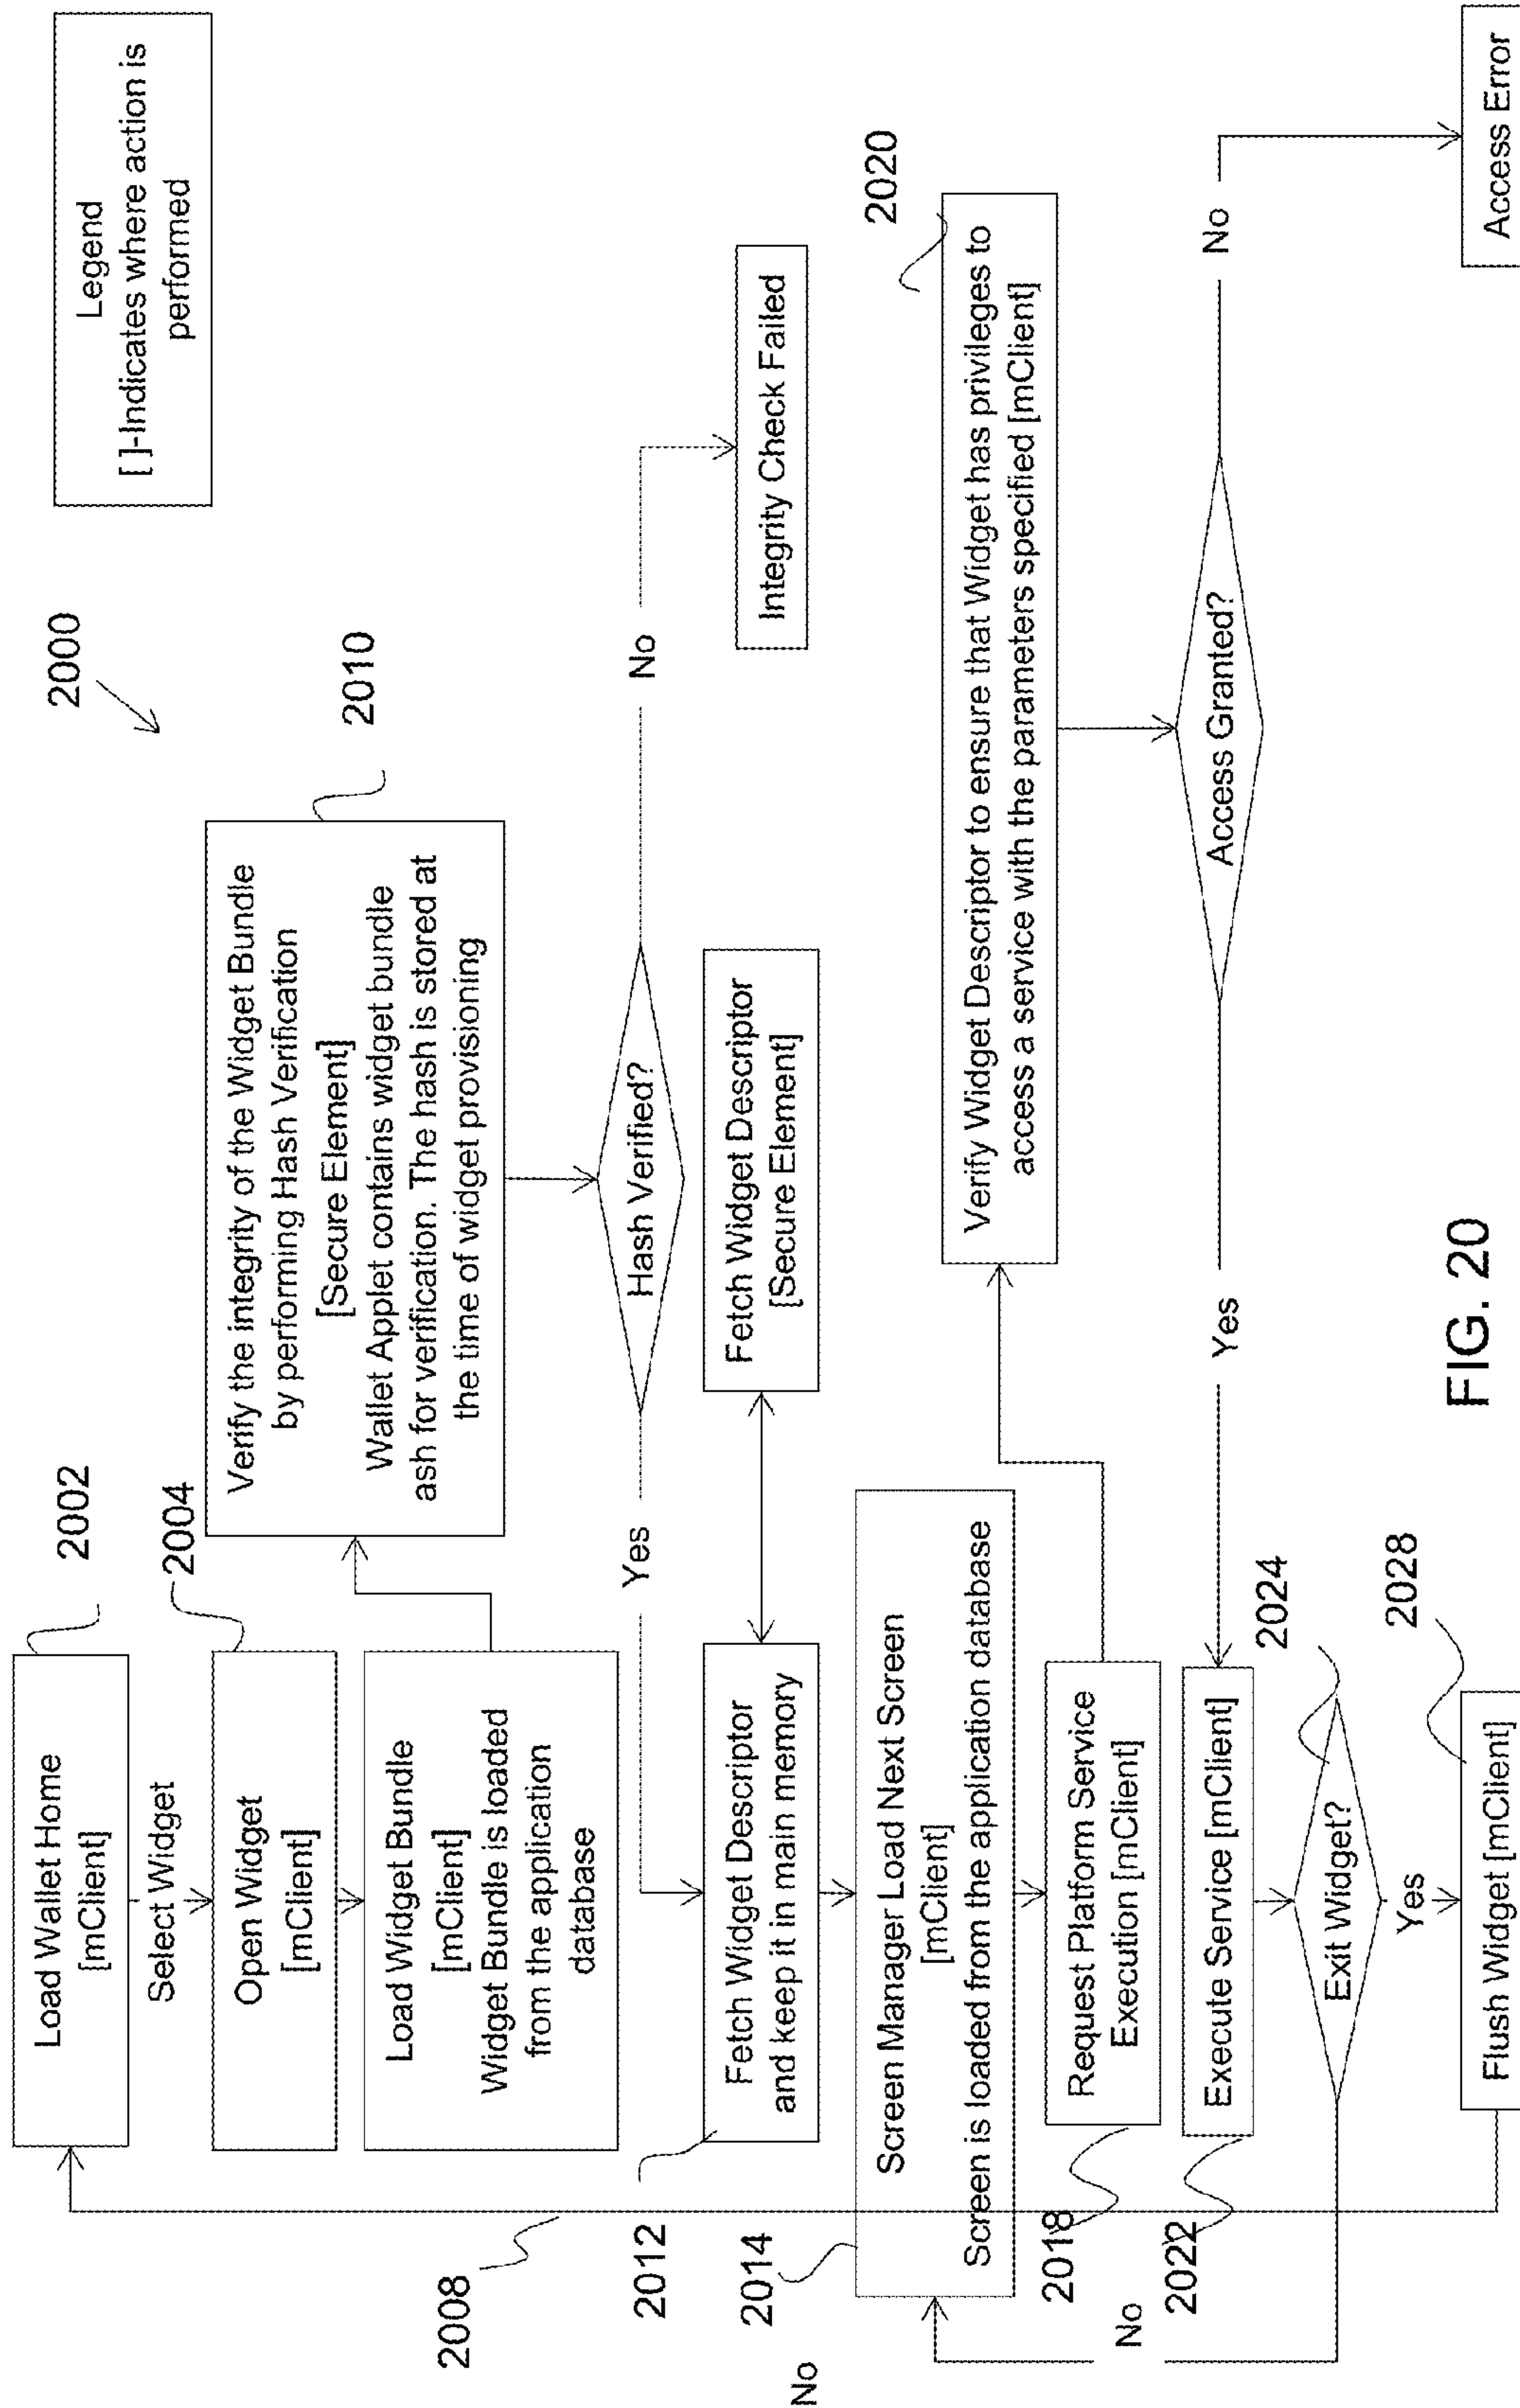 2000
Legend
[ ]-Indicates where action is
performed
2002
Load Wallet Home
[mClient]
Select Widget
2004
Open Widget
[mClient]
Load Widget Bundle
[mClient]
Widget Bundle is loaded
from the application
database
2008
2010
Verify the integrity of the Widget Bundle
by performing Hash Verification
[Secure Element]
Wallet Applet contains widget bundle
ash for verification. The hash is stored at
the time of widget provisioning
Hash Verified?
Yes
No
Integrity Check Failed
2012
Fetch Widget Descriptor
and keep it in main memory
Fetch Widget Descriptor
[Secure Element]
2014
No
Screen Manager Load Next Screen
[mClient]
Screen is loaded from the application database
2018
Request Platform Service
Execution [mClient]
2020
Verify Widget Descriptor to ensure that Widget has privileges to
access a service with the parameters specified [mClient]
Access Granted?
Yes
No
Access Error
2022
Execute Service [mClient]
2024
Exit Widget?
No
Yes
2028
Flush Widget [mClient]
FIG. 20